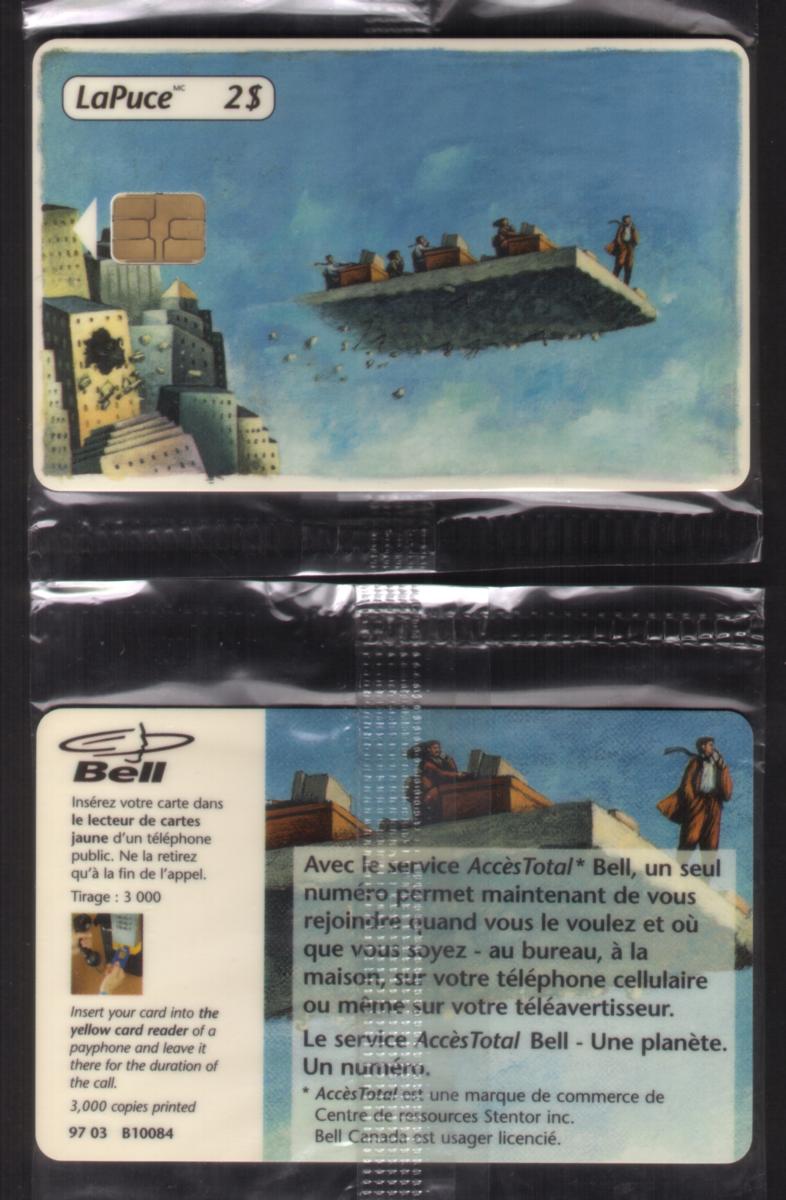 LaPuce MC 2$
Bell
Insérez votre carte dans
le lecteur de cartes
jaune d'un téléphone
public. Ne la retirez
qu'à la fin de l'appel.
Tirage : 3 000
Insert your card into the
yellow card reader of a
payphone and leave it
there for the duration of
the call.
3,000 copies printed
97 03 B10084
Avec le service AccèsTotal* Bell, un seul
numéro permet maintenant de vous
rejoindre quand vous le voulez et où
que vous soyez - au bureau, à la
maison, sur votre téléphone cellulaire
ou même sur votre téléavertisseur.
Le service AccèsTotal Bell - Une planète.
Un numéro.
* AccèsTotal est une marque de commerce de
Centre de ressources Stentor inc.
Bell Canada est usager licencié.